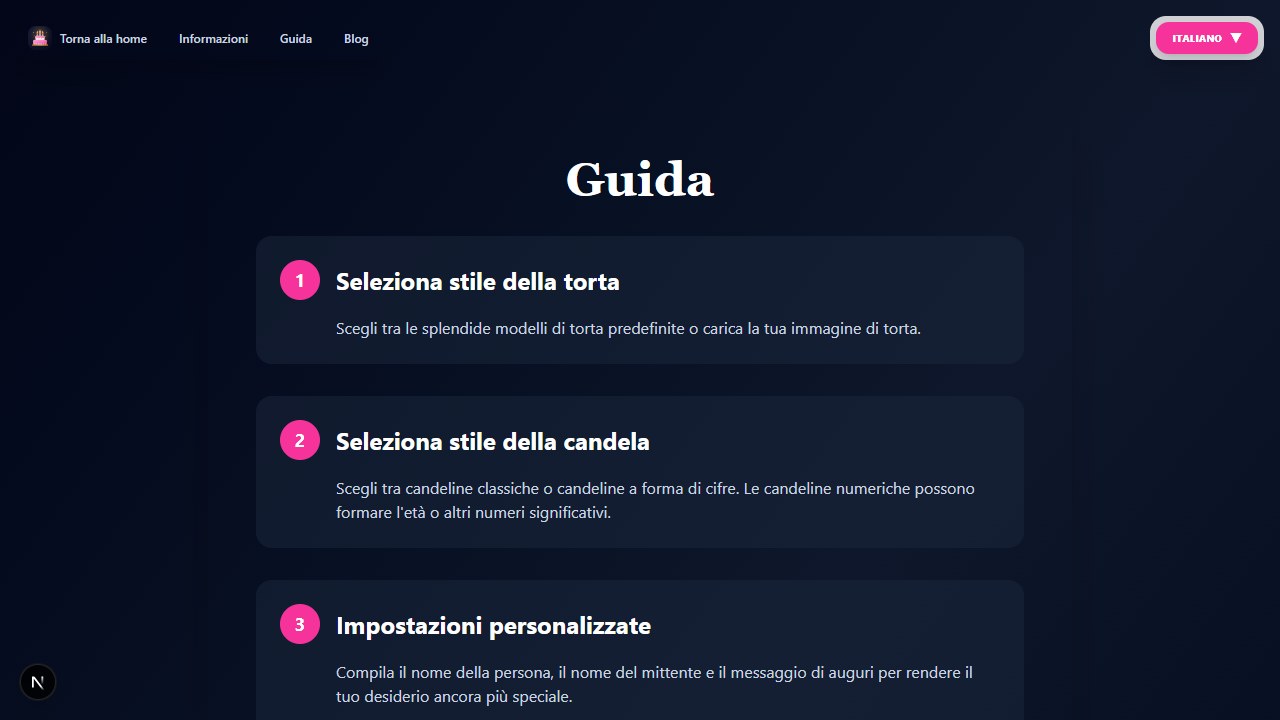 Torna alla home
Informazioni
Guida
Blog
ITALIANO ▼
Guida
1
Seleziona stile della torta
Scegli tra le splendide modelli di torta predefinite o carica la tua immagine di torta.
2
Seleziona stile della candela
Scegli tra candeline classiche o candeline a forma di cifre. Le candeline numeriche possono
formare l'età o altri numeri significativi.
3
Impostazioni personalizzate
Compila il nome della persona, il nome del mittente e il messaggio di auguri per rendere il
tuo desiderio ancora più speciale.
N